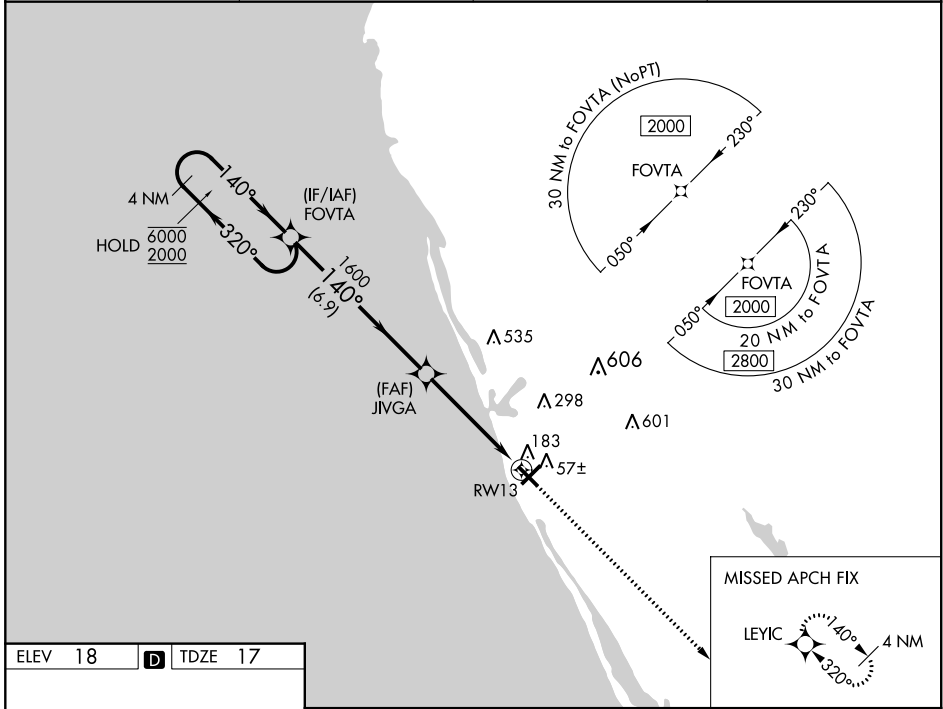 30 NM to FOVTA (NoPT)
2000
230°
FOVTA
050°
140°
4 NM
(IF/IAF)
FOVTA
HOLD 6000
2000
320°
1600
140°
(6.9)
230°
FOVTA
050°
2000
20 NM to FOVTA
2800
30 NM to FOVTA
535
606
(FAF)
JIVGA
298
601
183
57±
RW13
MISSED APCH FIX
LEYIC
140°
4 NM
320°
ELEV 18 D TDZE 17